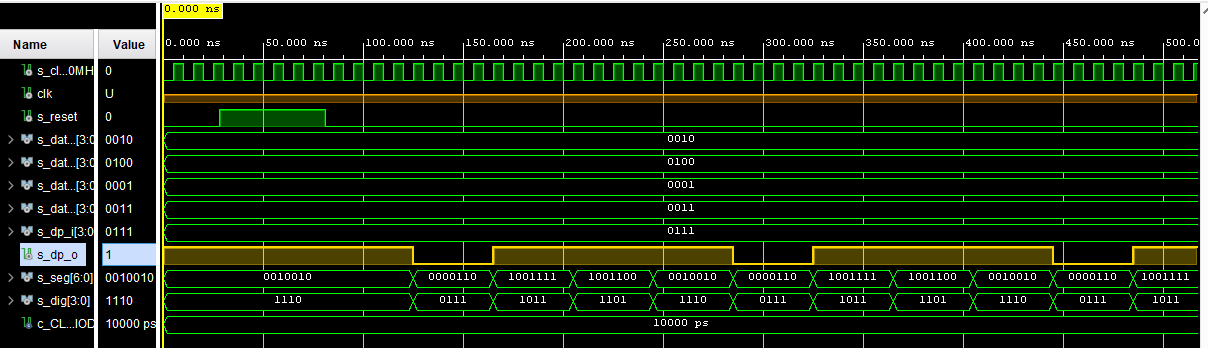 0.000 ns
Name Value 0.000 ns 50.000 ns 100.000 ns 150.000 ns 200.000 ns 250.000 ns 300.000 ns 350.000 ns 400.000 ns 450.000 ns 500.0
s_cl...0MH 0
clk U
s_reset 0
s_dat...[3:0 0010 0010
s_dat...[3:0 0100 0100
s_dat...[3:0 0001 0001
s_dat...[3:0 0011 0011
s_dp_i[3:0 0111 0111
s_dp_o 1
s_seg[6:0] 0010010 0010010 0000110 1001111 1001100 0010010 0000110 1001111 1001100 0010010 0000110 1001111
s_dig[3:0] 1110 1110 0111 1011 1101 1110 0111 1011 1101 1110 0111 1011
c_CL...IOD 10000 ps 10000 ps